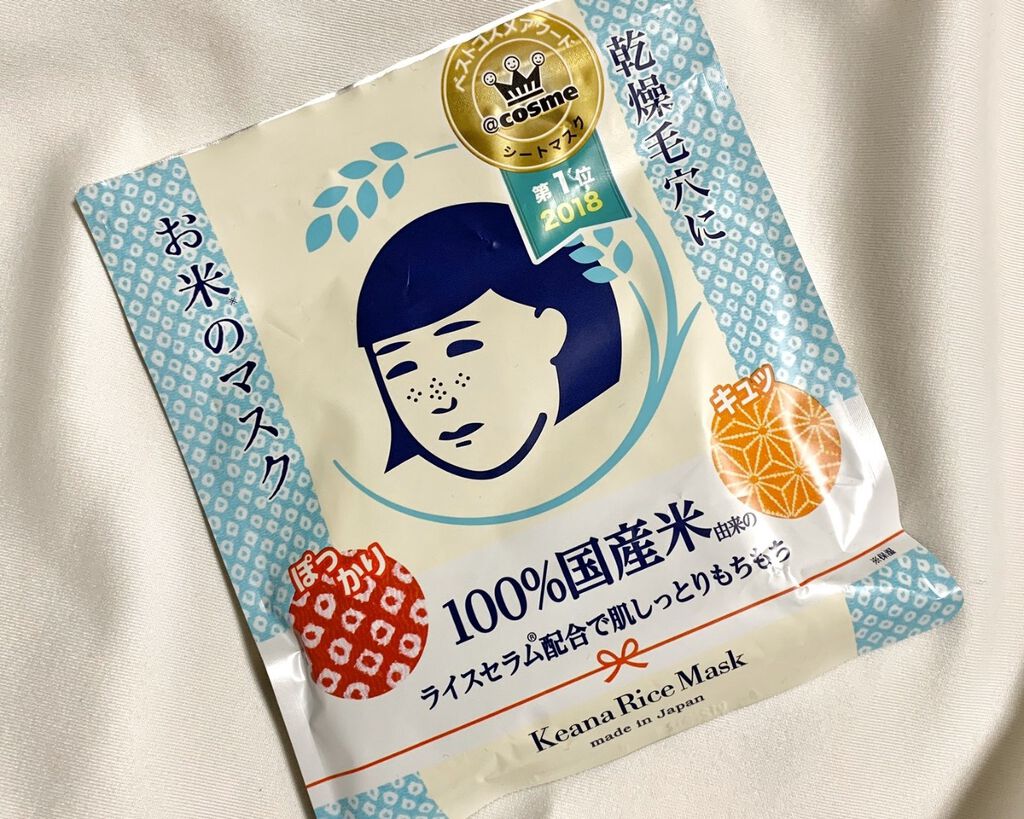 ベストコスメアワード
@cosme
シートマスク
第1位
2018
乾燥毛穴に
お米※のマスク
キュッ
ぽっかり
100%国産米由来の
ライスセラム®配合で肌しっとりもちもち
※保湿
Keana Rice Mask
made in Japan